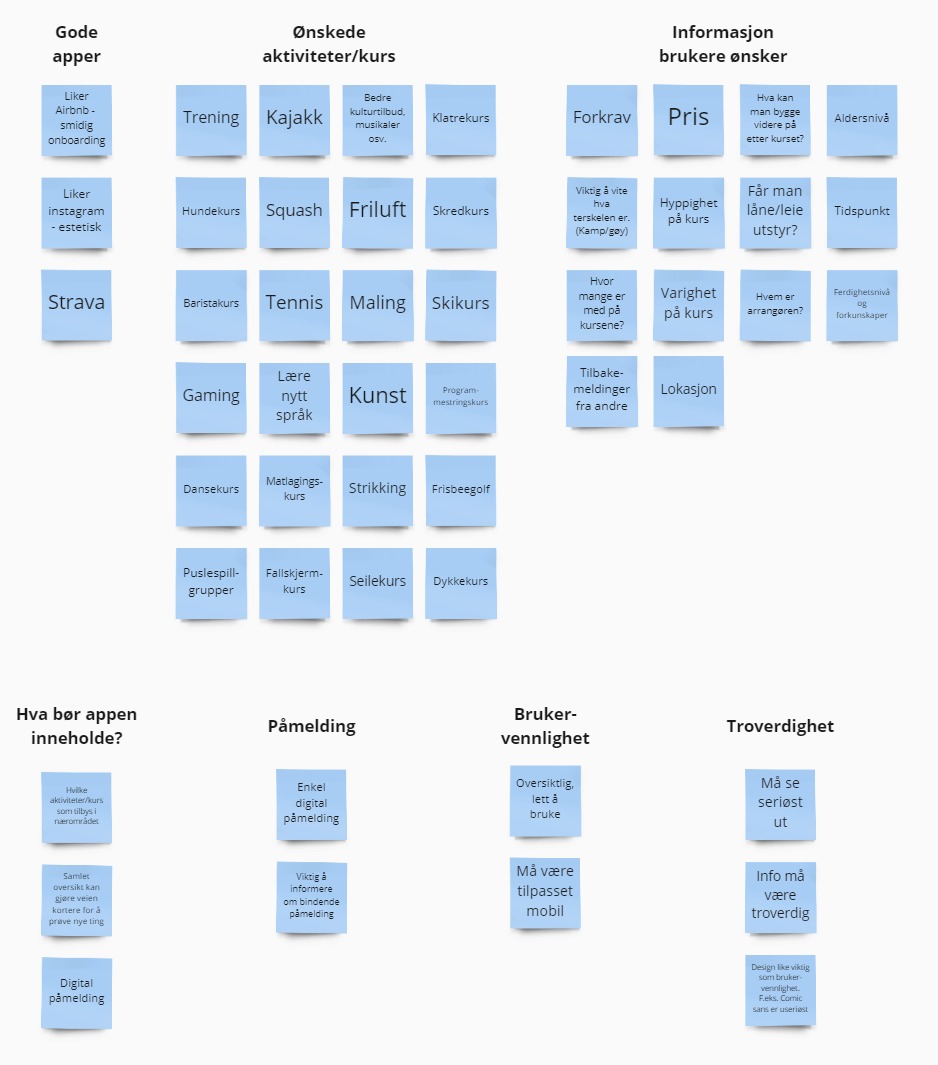 Gode
apper
Liker
Airbnb -
smidig
onboarding
Liker
instagram
- estetisk
Strava
Ønskede
aktiviteter/kurs
Trening
Kajakk
Bedre
kulturtilbud,
musikaler
osv.
Klatrekurs
Hundekurs
Squash
Friluft
Skredkurs
Baristakurs
Tennis
Maling
Skikurs
Gaming
Lære
nytt
språk
Kunst
Program-
mestringskurs
Dansekurs
Matlagings-
kurs
Strikking
Frisbeegolf
Puslespill-
grupper
Fallskjerm-
kurs
Seilekurs
Dykkekurs
Informasjon
brukere ønsker
Forkrav
Pris
Hva kan
man bygge
videre på
etter kurset?
Aldersnivå
Viktig å vite
hva
terskelen er.
(Kamp/gøy)
Hyppighet
på kurs
Får man
låne/leie
utstyr?
Tidspunkt
Hvor
mange er
med på
kursene?
Varighet
på kurs
Hvem er
arrangøren?
Ferdighetsnivå
og
forkunskaper
Tilbake-
meldinger
fra andre
Lokasjon
Hva bør appen
inneholde?
Hvilke
aktiviteter/kurs
som tilbys i
nærområdet
Samlet
oversikt kan
gjøre veien
kortere for å
prøve nye ting
Digital
påmelding
Påmelding
Enkel
digital
påmelding
Viktig å
informere
om bindende
påmelding
Bruker-
vennlighet
Oversiktlig,
lett å
bruke
Må være
tilpasset
mobil
Troverdighet
Må se
seriøst
ut
Info må
være
troverdig
Design like viktig
som bruker-
vennlighet.
F.eks. Comic
sans er useriøst